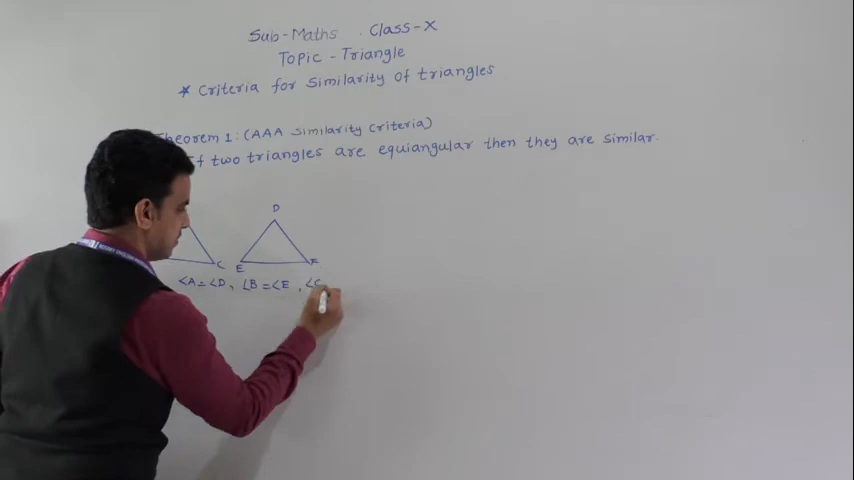 Sub-Maths . Class-X
Topic - Triangle
* Criteria for Similarity of triangles
Theorem 1: (AAA similarity criteria)
If two triangles are equiangular then they are similar.
D
C E F
∠A=∠D, ∠B=∠E, ∠C